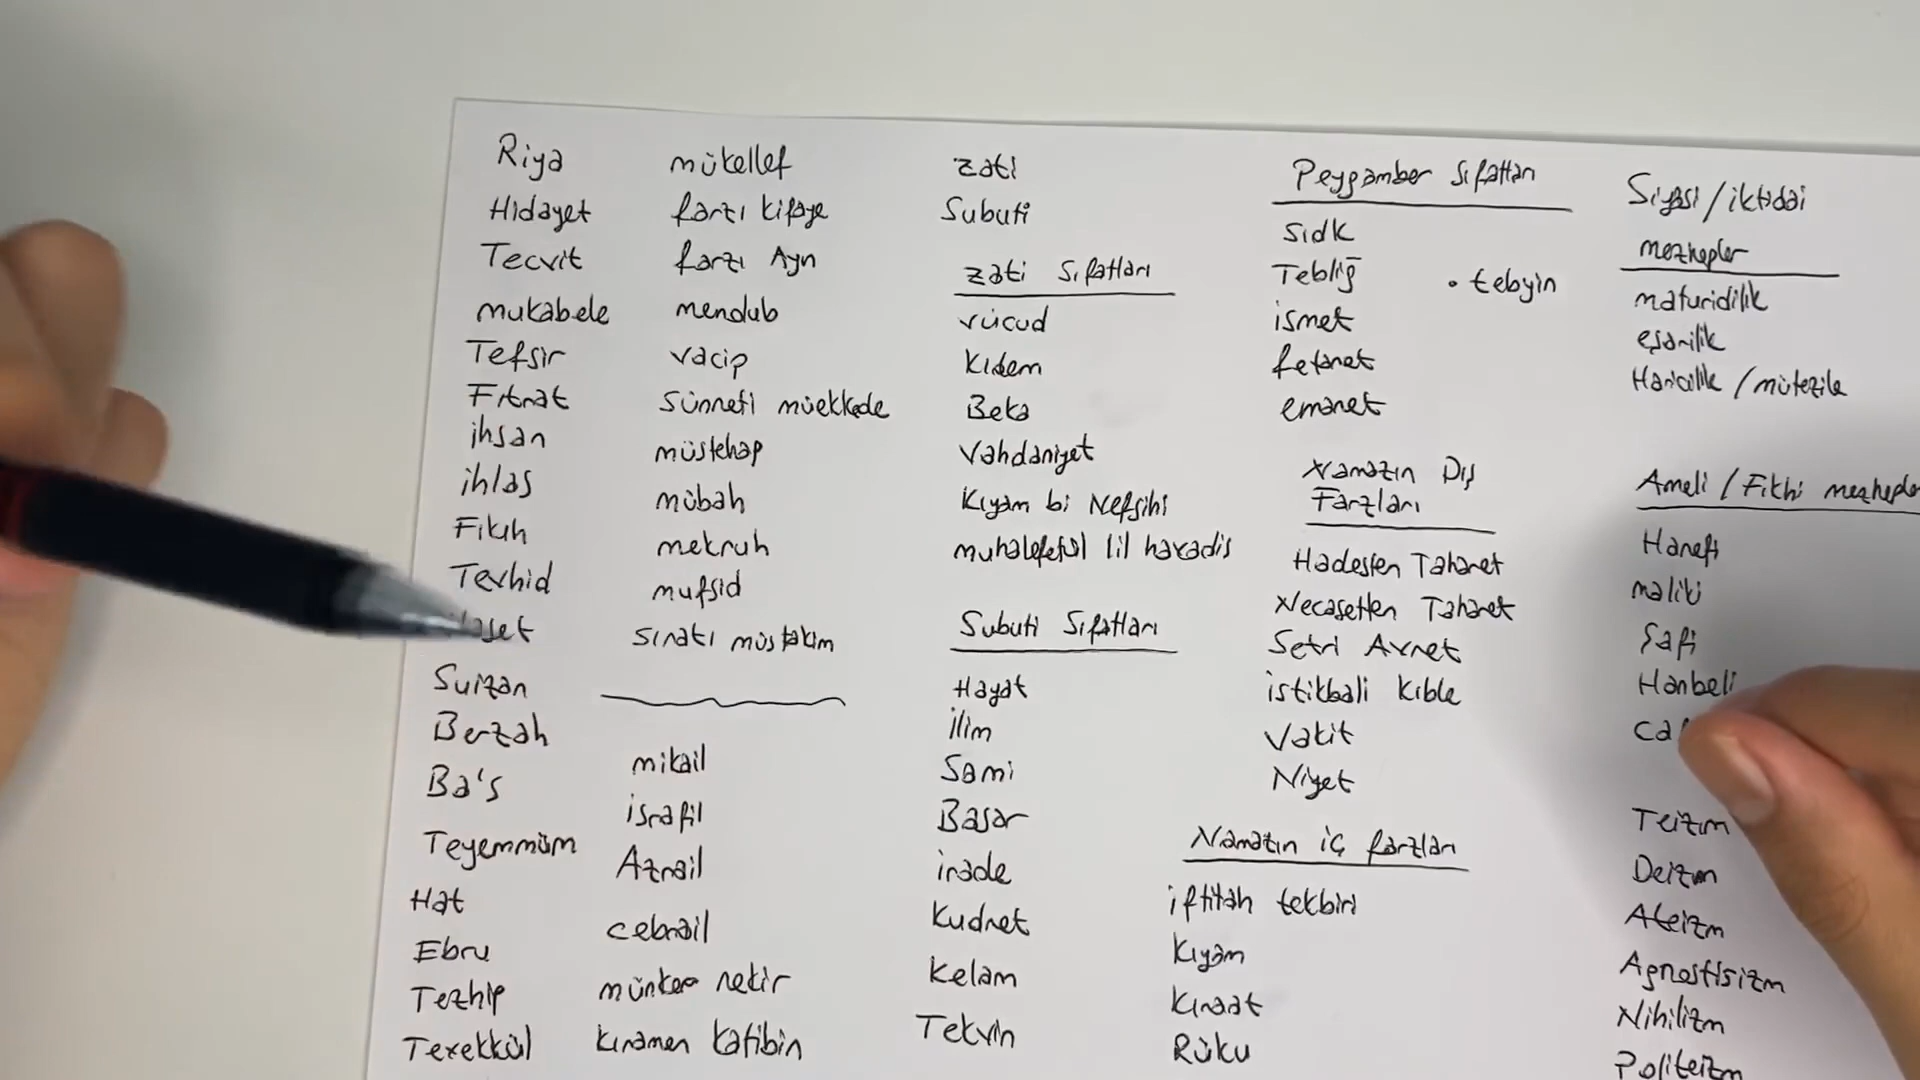 Riya
Hidayet
Tecvit
mukabele
Tefsir
Fıtrat
ihsan
ihlas
Fıkıh
Tevhid
Suizan
Berzah
Ba's
Teyemmüm
Hat
Ebru
Tezhip
Tevekkül
mükellef
farzı kifaye
farzı Ayn
mendub
vacip
sünneti müekkede
müstehap
mübah
mekruh
mufsid
sıratı müstakim
mikail
israfil
Azrail
cebrail
münker nekir
kiramen katibin
zati
Subuti
zati Sıfatları
vücud
Kıdem
Beka
Vahdaniyet
Kıyam bi Nefsihi
muhalefetül lil havadis
Subuti Sıfatları
Hayat
ilim
Sami
Basar
irade
Kudret
Kelam
Tekvin
Peygamber Sıfatları
Sıdk
Tebliğ
• tebyin
ismet
fetanet
emanet
Namazın Dış
Farzları
Hadesten Taharet
Necasetten Taharet
Setri Avret
istikbali Kıble
Vakit
Niyet
Namazın iç farzları
iftitah tekbiri
Kıyam
Kıraat
Rüku
Siyasi / iktidai
mezhepler
maturidilik
eşarilik
Haricilik / mütezile
Ameli / Fıkhi
Hanefi
maliki
Şafi
Hanbeli
Teizm
Deizm
Ateizm
Agnostisizm
Nihilizm
Politeizm